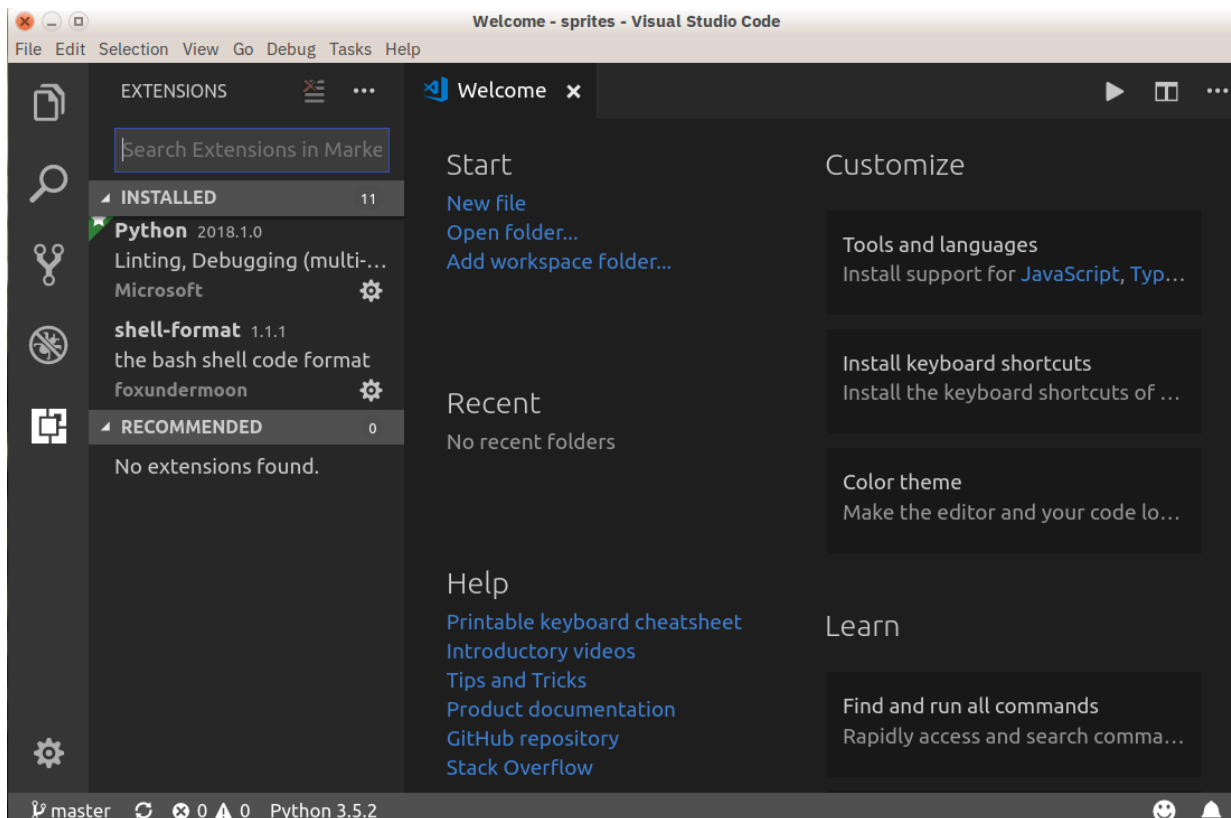 Welcome - sprites - Visual Studio Code
File Edit Selection View Go Debug Tasks Help
EXTENSIONS
Search Extensions in Marke
INSTALLED 11
Python 2018.1.0
Linting, Debugging (multi-...
Microsoft
shell-format 1.1.1
the bash shell code format
foxundermoon
RECOMMENDED 0
No extensions found.
Welcome
Start
New file
Open folder...
Add workspace folder...
Recent
No recent folders
Help
Printable keyboard cheatsheet
Introductory videos
Tips and Tricks
Product documentation
GitHub repository
Stack Overflow
Customize
Tools and languages
Install support for JavaScript, Typ...
Install keyboard shortcuts
Install the keyboard shortcuts of ...
Color theme
Make the editor and your code lo...
Learn
Find and run all commands
Rapidly access and search comma...
master 0 0 Python 3.5.2